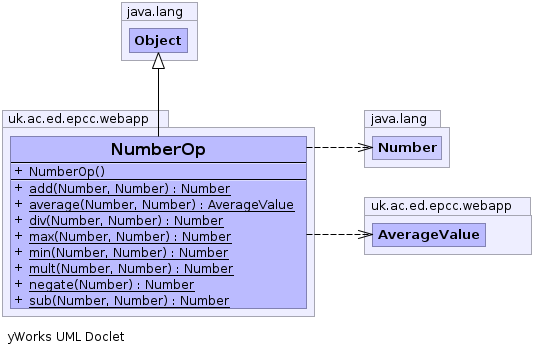 java.lang
Object
uk.ac.ed.epcc.webapp
NumberOp
+ NumberOp()
+ add(Number, Number) : Number
+ average(Number, Number) : AverageValue
+ div(Number, Number) : Number
+ max(Number, Number) : Number
+ min(Number, Number) : Number
+ mult(Number, Number) : Number
+ negate(Number) : Number
+ sub(Number, Number) : Number
java.lang
Number
uk.ac.ed.epcc.webapp
AverageValue
yWorks UML Doclet